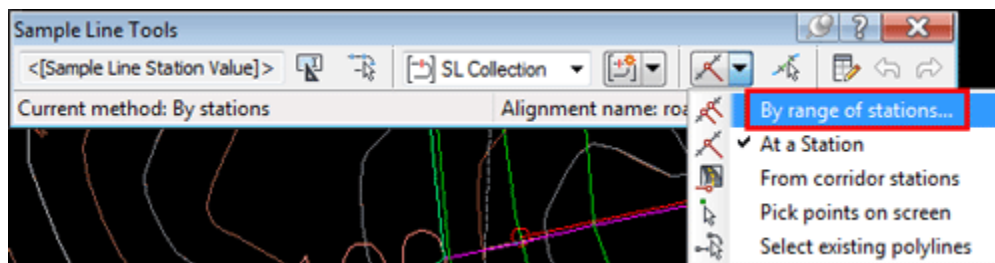 Sample Line Tools
<[Sample Line Station Value]>
SL Collection
Current method: By stations
Alignment name: roa
By range of stations...
At a Station
From corridor stations
Pick points on screen
Select existing polylines